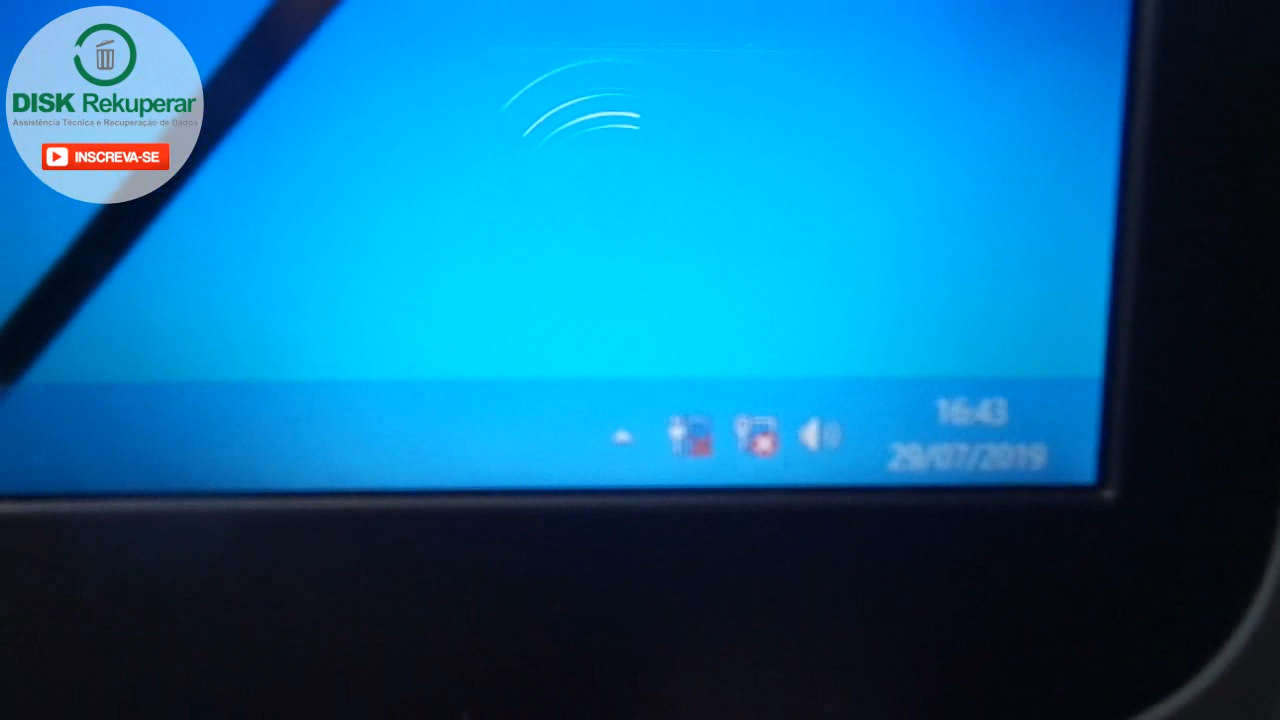 DISK Rekuperar
Assistência Técnica e Recuperação de Dados
INSCREVA-SE
16:43
29/07/2019